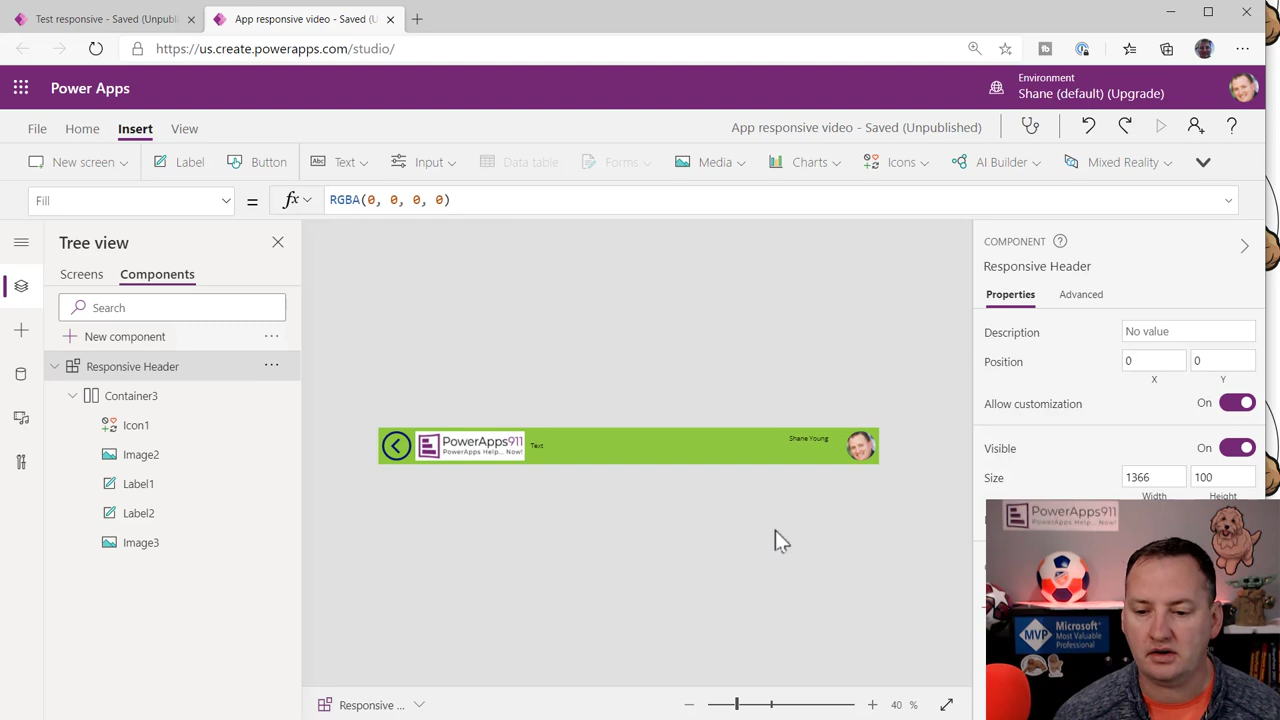 Test responsive - Saved (Unpubli
App responsive video - Saved (U
https://us.create.powerapps.com/studio/
Power Apps
Environment
Shane (default) (Upgrade)
File
Home
Insert
View
App responsive video - Saved (Unpublished)
New screen
Label
Button
Text
Input
Data table
Forms
Media
Charts
Icons
AI Builder
Mixed Reality
Fill
=
fx
RGBA(0, 0, 0, 0)
Tree view
Screens
Components
Search
New component
Responsive Header
Container3
Icon1
Image2
Label1
Label2
Image3
PowerApps911
PowerApps Help... Now!
Text
Shane Young
COMPONENT
Responsive Header
Properties
Advanced
Description
No value
Position
0
0
X
Y
Allow customization
On
Visible
On
Size
1366
100
Width
Height
PowerApps911
PowerApps Help... Now!
Microsoft
MVP
Most Valuable
Professional
Responsive ...
40 %